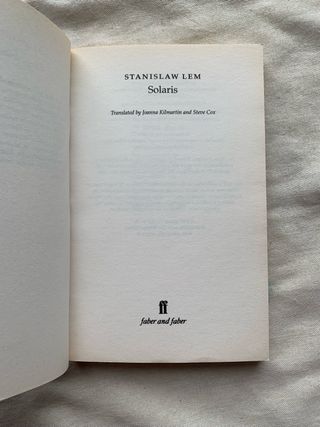 STANISLAW LEM
Solaris
Translated by Joanna Kilmartin and Steve Cox
ff
faber and faber